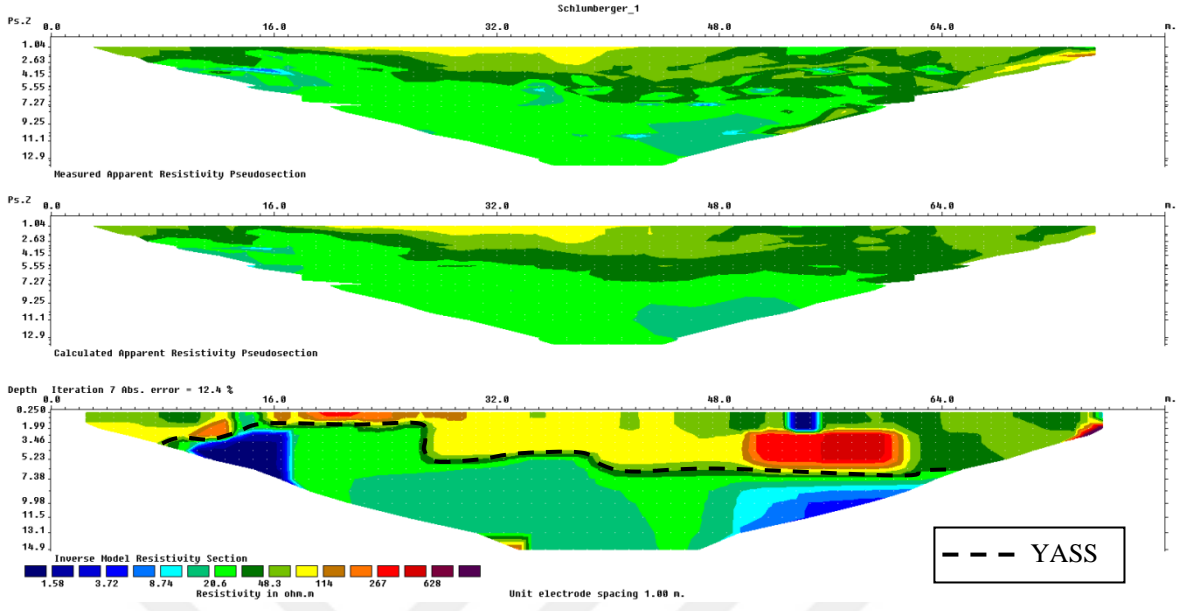 Schlumberger_1
Ps.Z 0.0 16.0 32.0 48.0 64.0 m.
1.04
2.63
4.15
5.55
7.27
9.25
11.1
12.9
Measured Apparent Resistivity Pseudosection
Ps.Z 0.0 16.0 32.0 48.0 64.0 m.
1.04
2.63
4.15
5.55
7.27
9.25
11.1
12.9
Calculated Apparent Resistivity Pseudosection
Depth Iteration 7 Abs. error = 12.4 %
0.0 16.0 32.0 48.0 64.0 m.
0.250
1.99
3.46
5.23
7.38
9.98
11.5
13.1
14.9
YASS
Inverse Model Resistivity Section
1.58 3.72 8.74 20.6 48.3 114 267 628
Resistivity in ohm.m Unit electrode spacing 1.00 m.